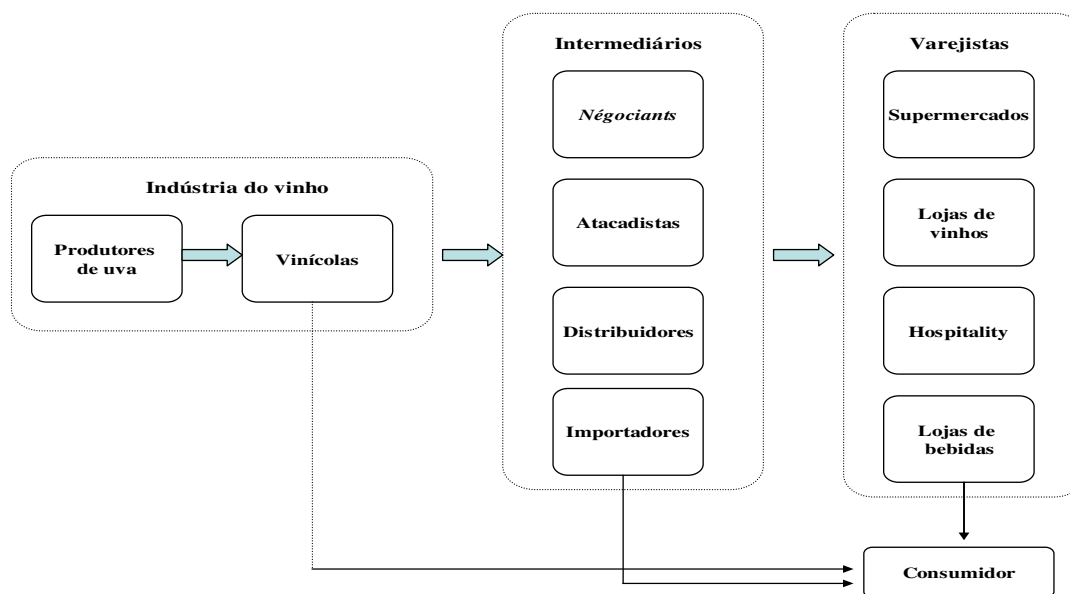 Indústria do vinho
Produtores
de uva
Vinícolas
Intermediários
Négociants
Atacadistas
Distribuidores
Importadores
Varejistas
Supermercados
Lojas de
vinhos
Hospitality
Lojas de
bebidas
Consumidor